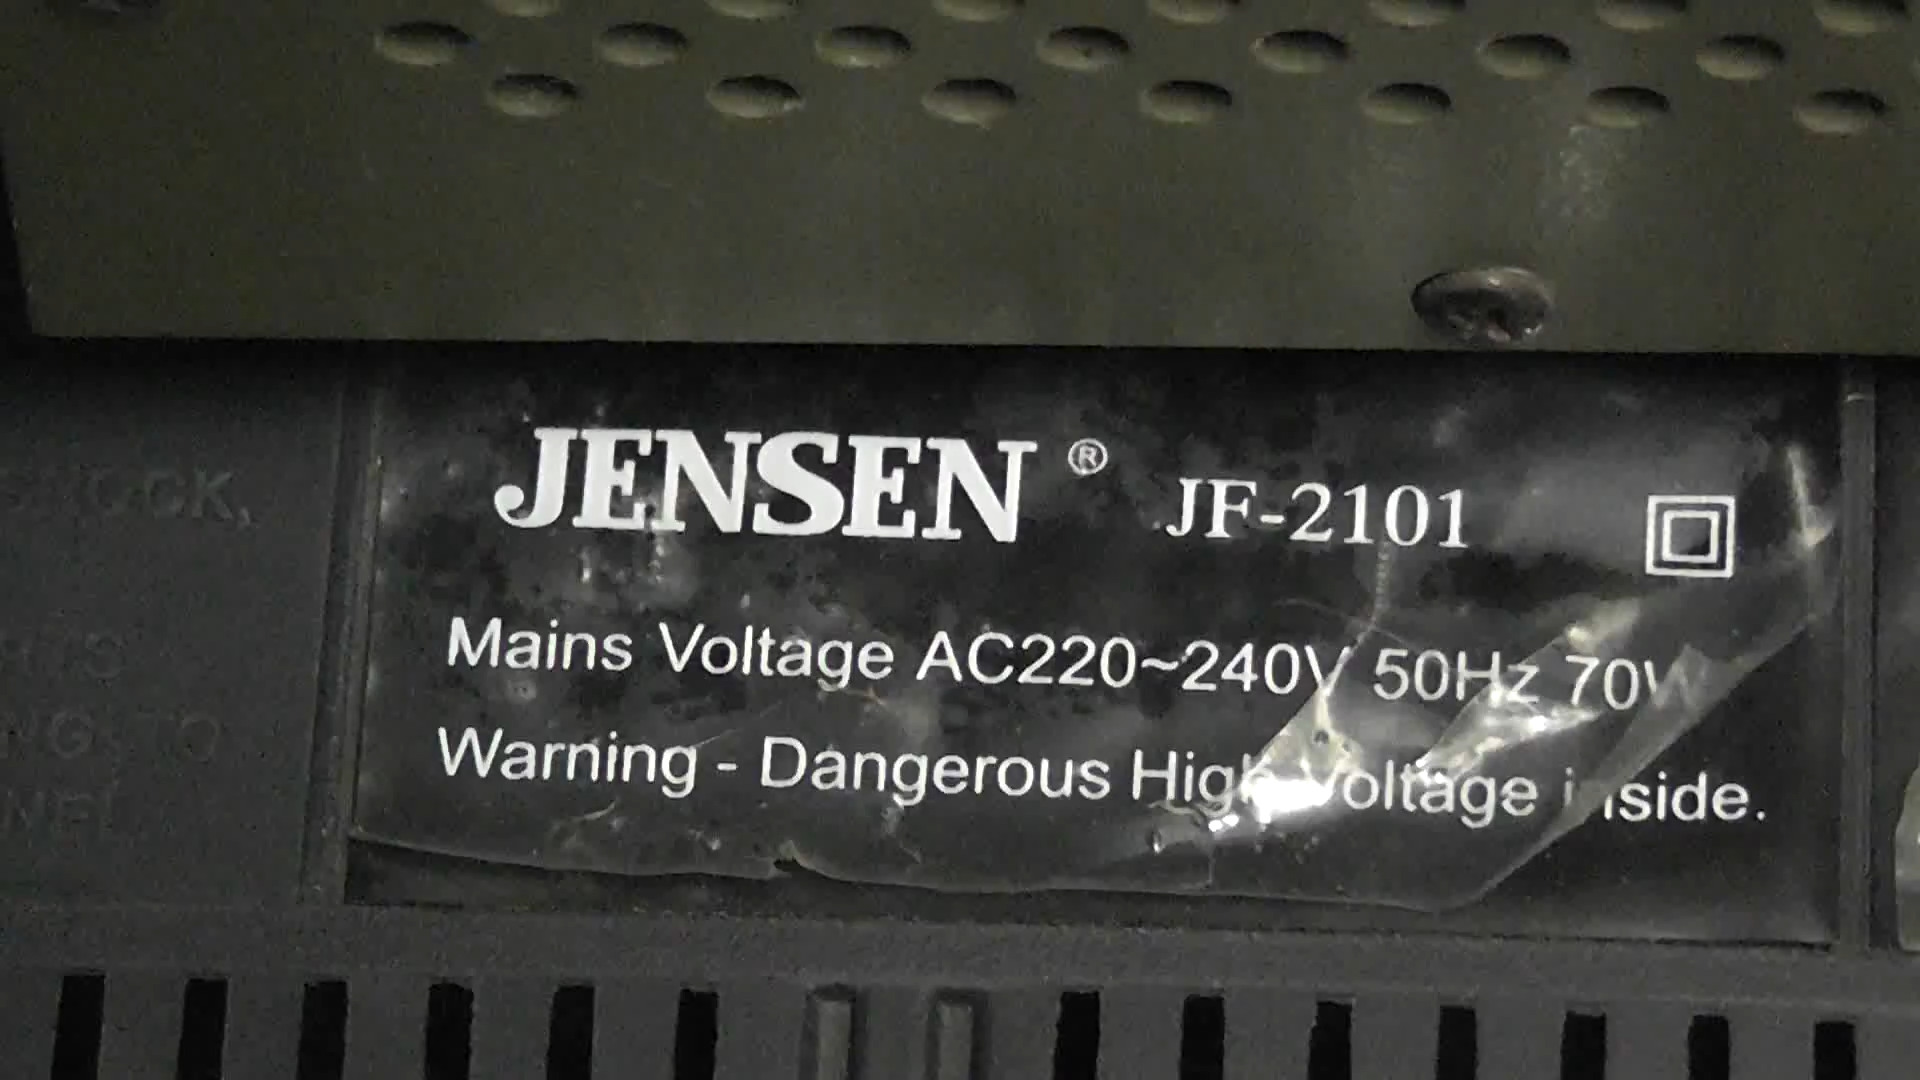 JENSEN ® JF-2101
Mains Voltage AC220~240V 50Hz 70W
Warning - Dangerous High Voltage inside.